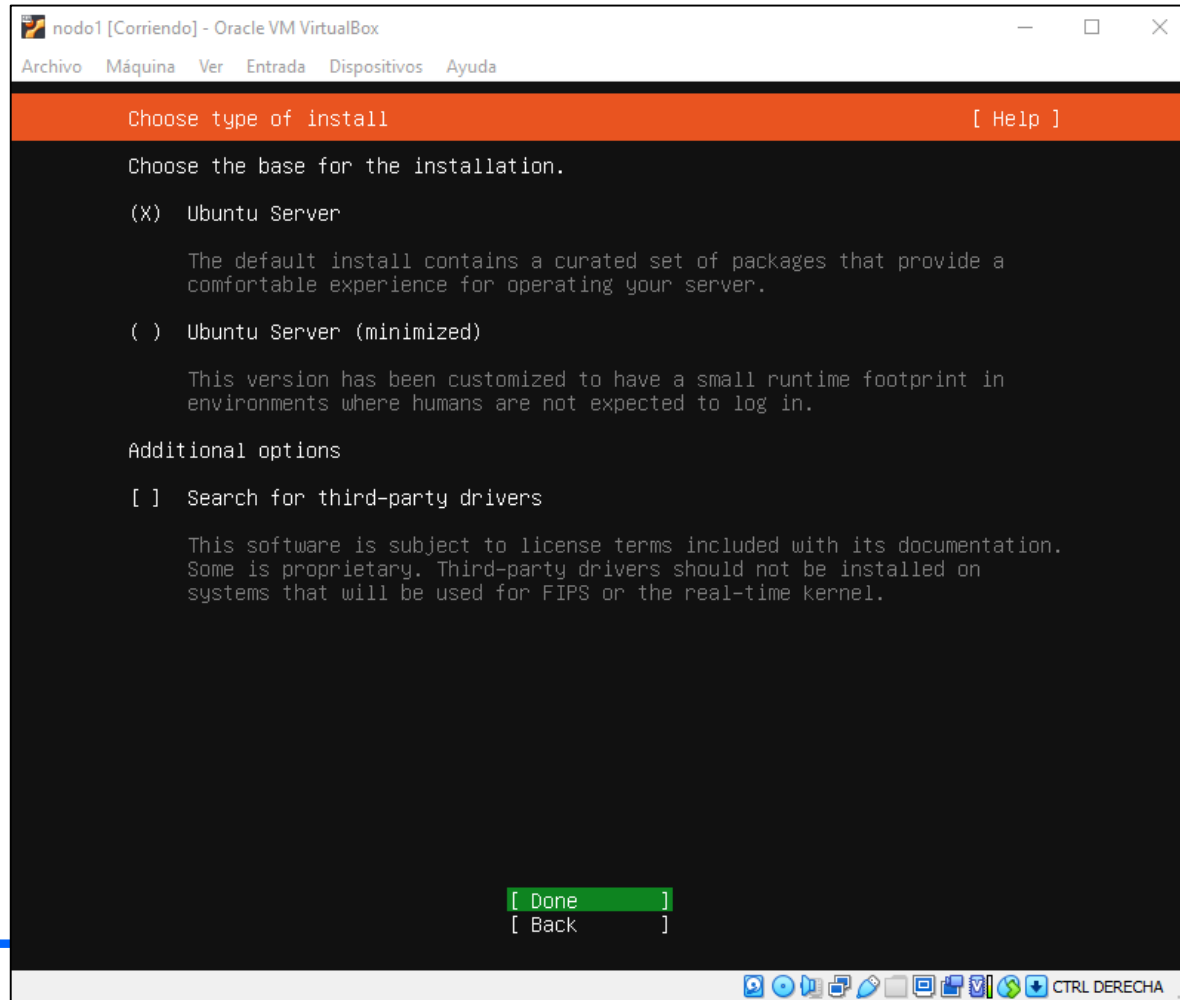 nodo1 [Corriendo] - Oracle VM VirtualBox
Archivo Máquina Ver Entrada Dispositivos Ayuda
Choose type of install [ Help ]
Choose the base for the installation.
(X) Ubuntu Server
The default install contains a curated set of packages that provide a
comfortable experience for operating your server.
( ) Ubuntu Server (minimized)
This version has been customized to have a small runtime footprint in
environments where humans are not expected to log in.
Additional options
[ ] Search for third-party drivers
This software is subject to license terms included with its documentation.
Some is proprietary. Third-party drivers should not be installed on
systems that will be used for FIPS or the real-time kernel.
[ Done ]
[ Back ]
CTRL DERECHA